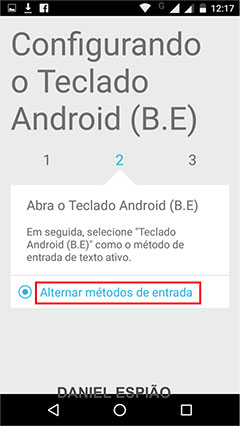 12:17
Configurando
o Teclado
Android (B.E)
1 2 3
Abra o Teclado Android (B.E)
Em seguida, selecione "Teclado
Android (B.E)" como o método de
entrada de texto ativo.
Alternar métodos de entrada
DANIEL ESPIÃO